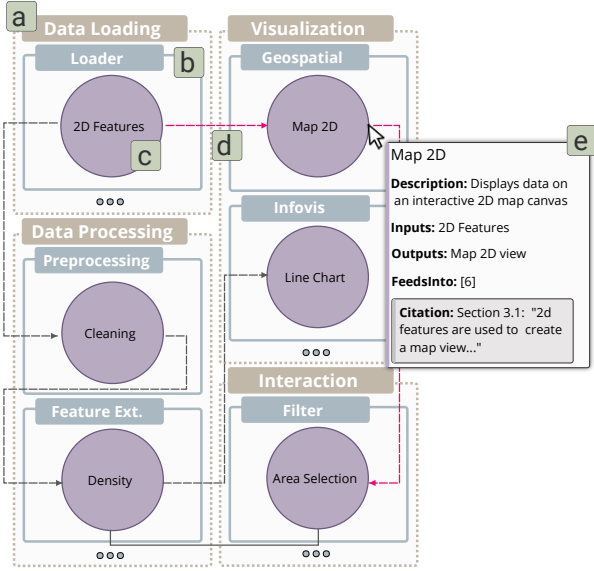 a
Data Loading
Loader
b
2D Features
c
d
Visualization
Geospatial
Map 2D
Infovis
Line Chart
Data Processing
Preprocessing
Cleaning
Feature Ext.
Density
Interaction
Filter
Area Selection
e
Map 2D
Description: Displays data on
an interactive 2D map canvas
Inputs: 2D Features
Outputs: Map 2D view
FeedsInto: [6]
Citation: Section 3.1: "2d
features are used to create
a map view..."